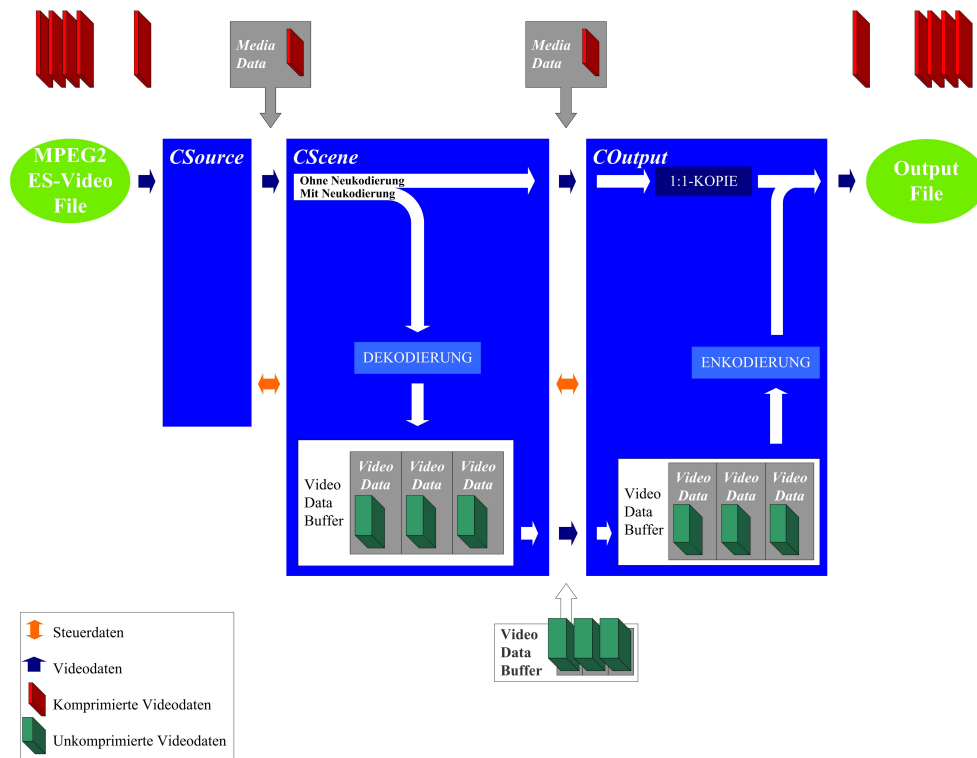 Media
Data
Media
Data
MPEG2
ES-Video
File
CSource
CScene
Ohne Neukodierung
Mit Neukodierung
COutput
1:1-KOPIE
Output
File
DEKODIERUNG
ENKODIERUNG
Video
Data
Buffer
Video
Data
Video
Data
Video
Data
Video
Data
Buffer
Video
Data
Video
Data
Video
Data
Video
Data
Buffer
Steuerdaten
Videodaten
Komprimierte Videodaten
Unkomprimierte Videodaten